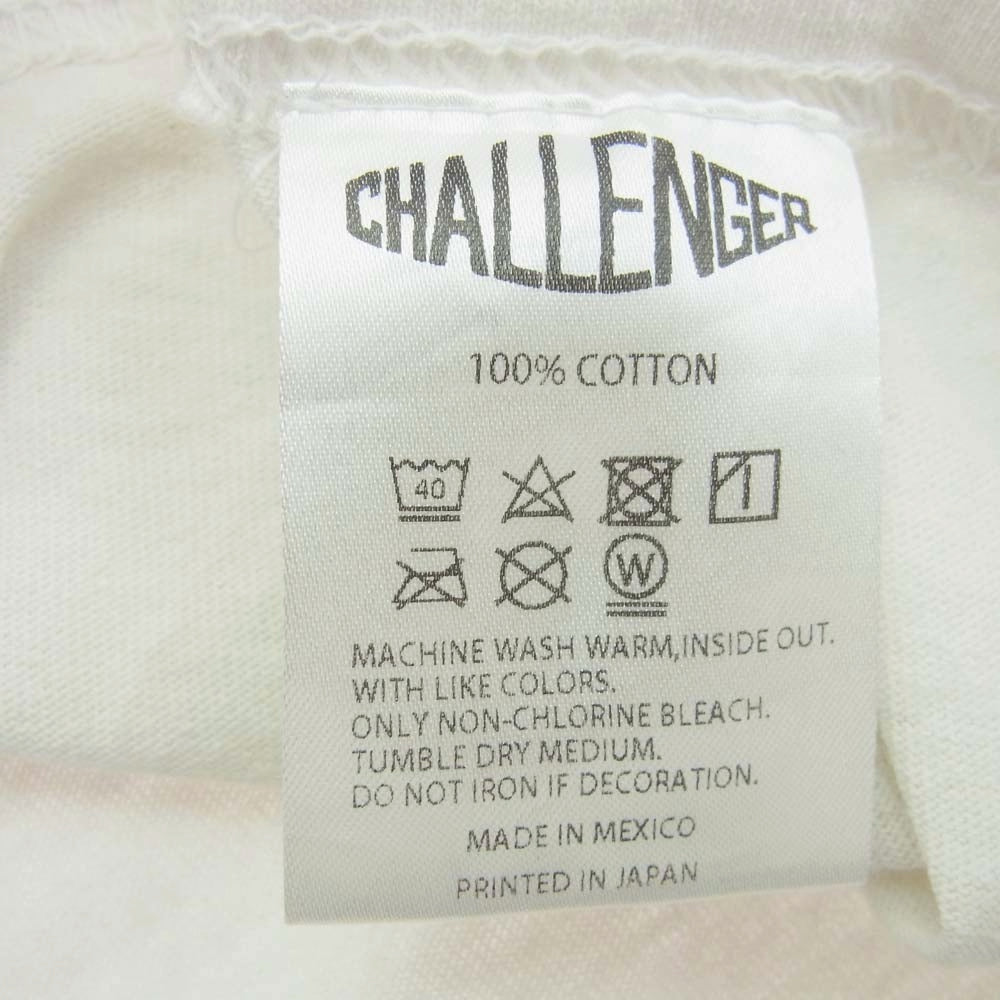 CHALLENGER
100% COTTON
40
W
MACHINE WASH WARM,INSIDE OUT.
WITH LIKE COLORS.
ONLY NON-CHLORINE BLEACH.
TUMBLE DRY MEDIUM.
DO NOT IRON IF DECORATION.
MADE IN MEXICO
PRINTED IN JAPAN